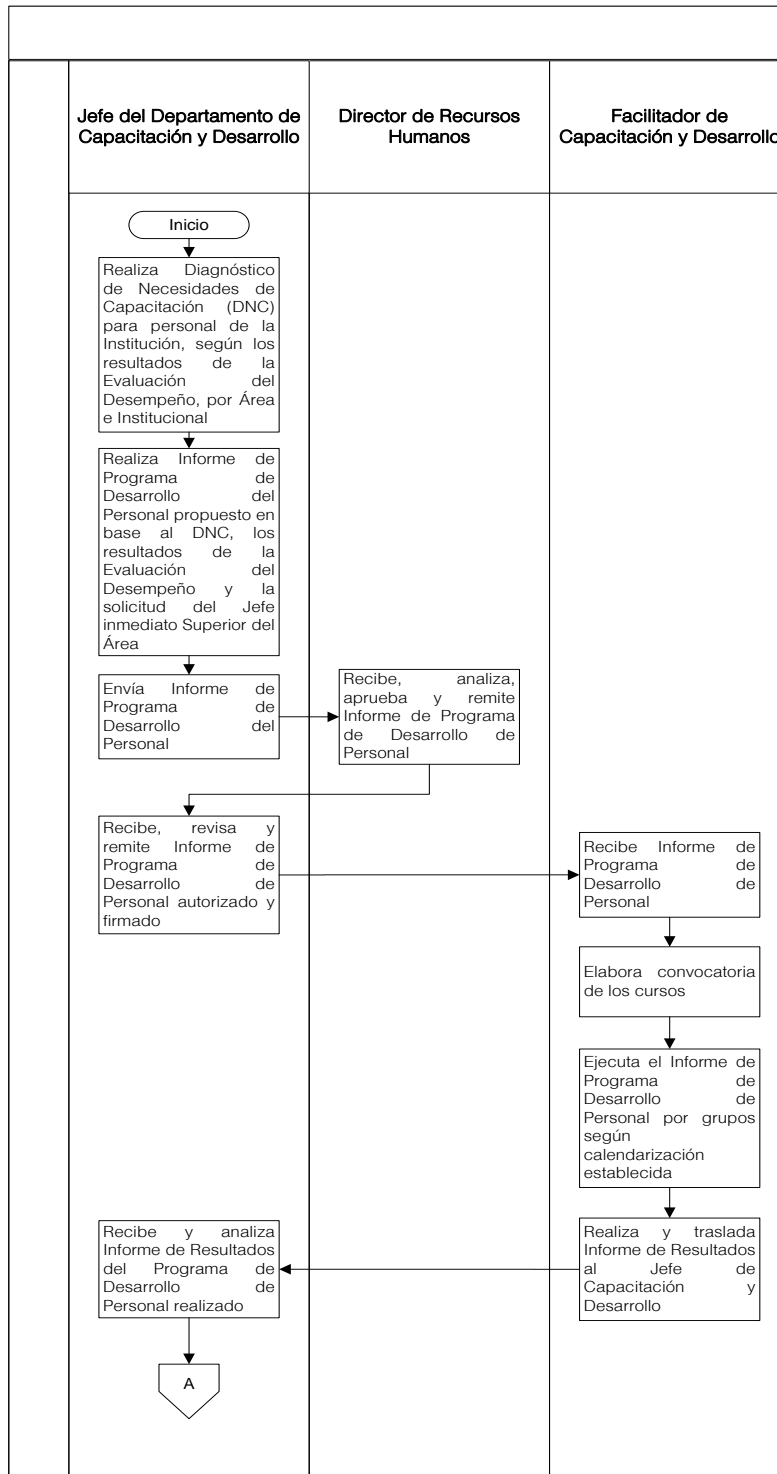 Jefe del Departamento de
Capacitación y Desarrollo
Director de Recursos
Humanos
Facilitador de
Capacitación y Desarrollo
Inicio
Realiza Diagnóstico
de Necesidades de
Capacitación (DNC)
para personal de la
Institución, según los
resultados de la
Evaluación del
Desempeño, por Área
e Institucional
Realiza Informe de
Programa de
Desarrollo del
Personal propuesto en
base al DNC, los
resultados de la
Evaluación del
Desempeño y la
solicitud del Jefe
inmediato Superior del
Área
Envía Informe de
Programa de
Desarrollo del
Personal
Recibe, analiza,
aprueba y remite
Informe de Programa
de Desarrollo de
Personal
Recibe, revisa y
remite Informe de
Programa de
Desarrollo de
Personal autorizado y
firmado
Recibe Informe de
Programa de
Desarrollo de
Personal
Elabora convocatoria
de los cursos
Ejecuta el Informe de
Programa de
Desarrollo de
Personal por grupos
según
calendarización
establecida
Realiza y traslada
Informe de Resultados
al Jefe de
Capacitación y
Desarrollo
Recibe y analiza
Informe de Resultados
del Programa de
Desarrollo de
Personal realizado
A